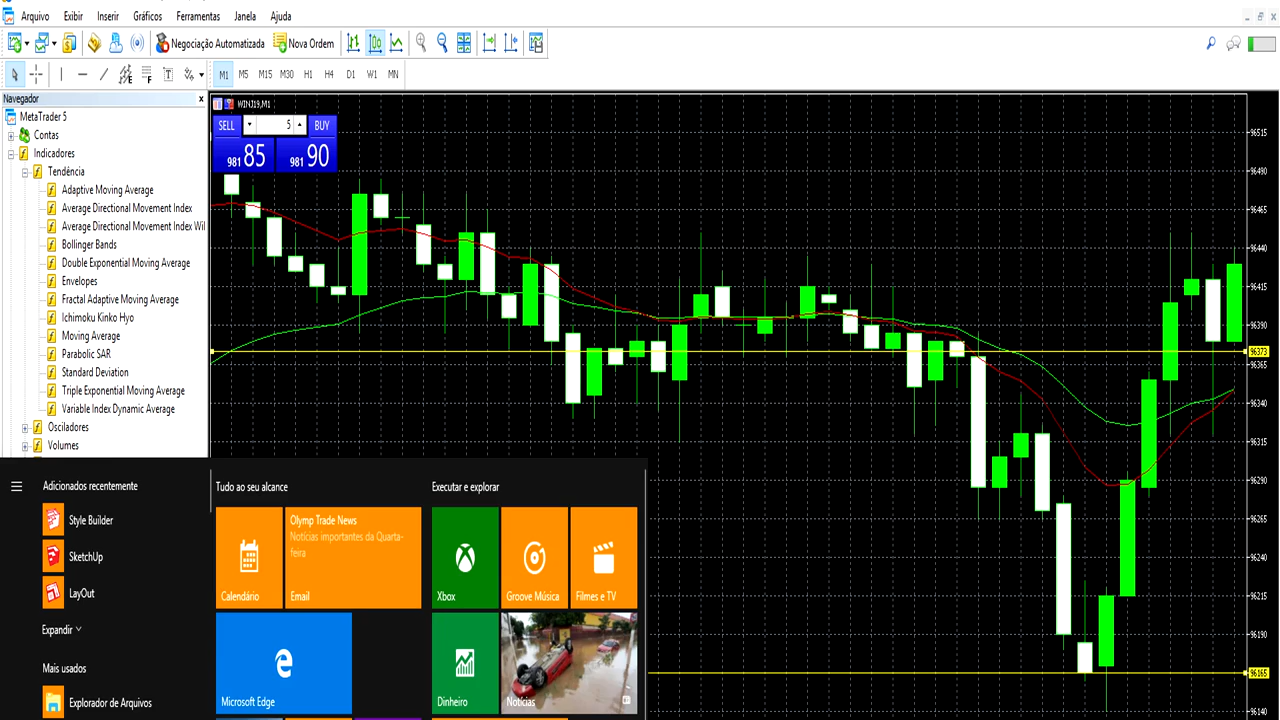 Arquivo Exibir Inserir Gráficos Ferramentas Janela Ajuda
Negociação Automatizada Nova Ordem
M1 M5 M15 M30 H1 H4 D1 W1 MN
Navegador
MetaTrader 5
Contas
Indicadores
Tendência
Adaptive Moving Average
Average Directional Movement Index
Average Directional Movement Index Wil
Bollinger Bands
Double Exponential Moving Average
Envelopes
Fractal Adaptive Moving Average
Ichimoku Kinko Hyo
Moving Average
Parabolic SAR
Standard Deviation
Triple Exponential Moving Average
Variable Index Dynamic Average
Osciladores
Volumes
WINJ19,M1
SELL 5 BUY
981 85 981 90
96515
96490
96465
96440
96415
96390
96373
96365
96340
96315
96290
96265
96240
96215
96190
96165
96140
Adicionados recentemente
Style Builder
SketchUp
LayOut
Expandir
Mais usados
Explorador de Arquivos
Tudo ao seu alcance
Calendário
Olymp Trade News
Notícias importantes da Quarta-
feira
Email
Microsoft Edge
Executar e explorar
Xbox
Groove Música
Filmes e TV
Dinheiro
Notícias